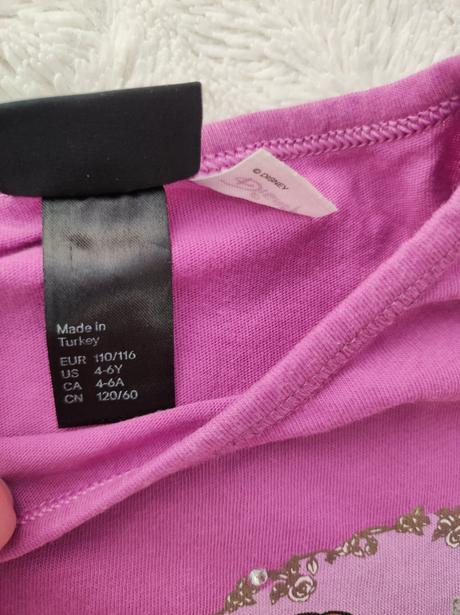 © DISNEY
Made in
Turkey
EUR 110/116
US 4-6Y
CA 4-6A
CN 120/60